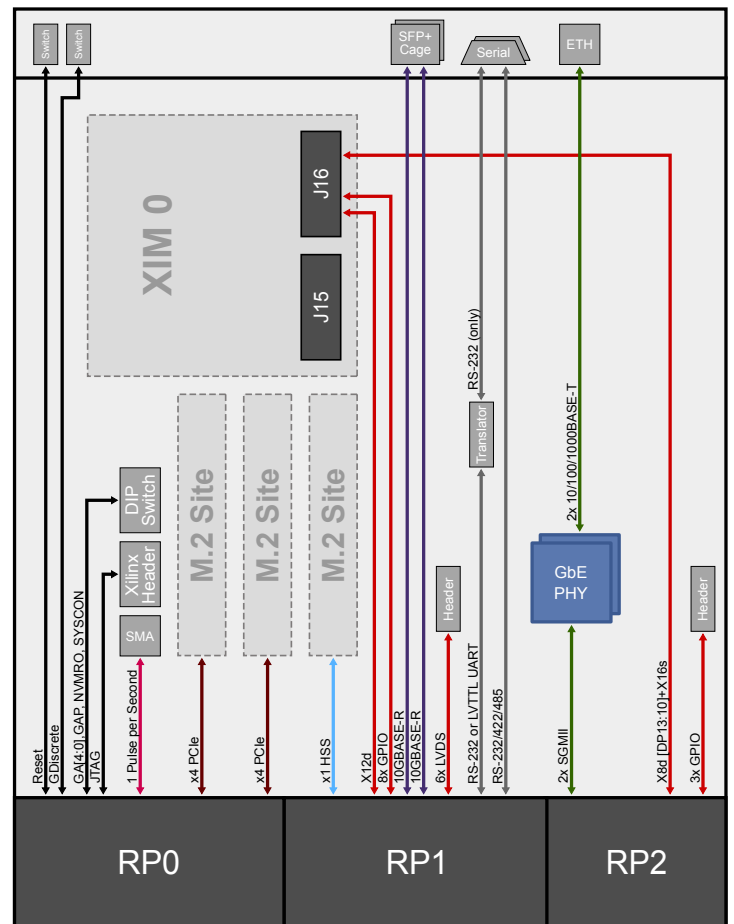 Switch
Switch
SFP+
Cage
Serial
ETH
XIM 0
J16
J15
RS-232 (only)
Translator
2x 10/100/1000BASE-T
DIP
Switch
Xilinx
Header
SMA
M.2 Site
M.2 Site
M.2 Site
Header
GbE
PHY
Header
Reset
GDiscrete
GA[4:0], GAP, NVMRO, SYSCON
JTAG
1 Pulse per Second
x4 PCIe
x4 PCIe
x1 HSS
X12d
8x GPIO
10GBASE-R
10GBASE-R
6x LVDS
RS-232 or LVTTL UART
RS-232/422/485
2x SGMII
X8d [DP13:10]+X16s
3x GPIO
RP0
RP1
RP2